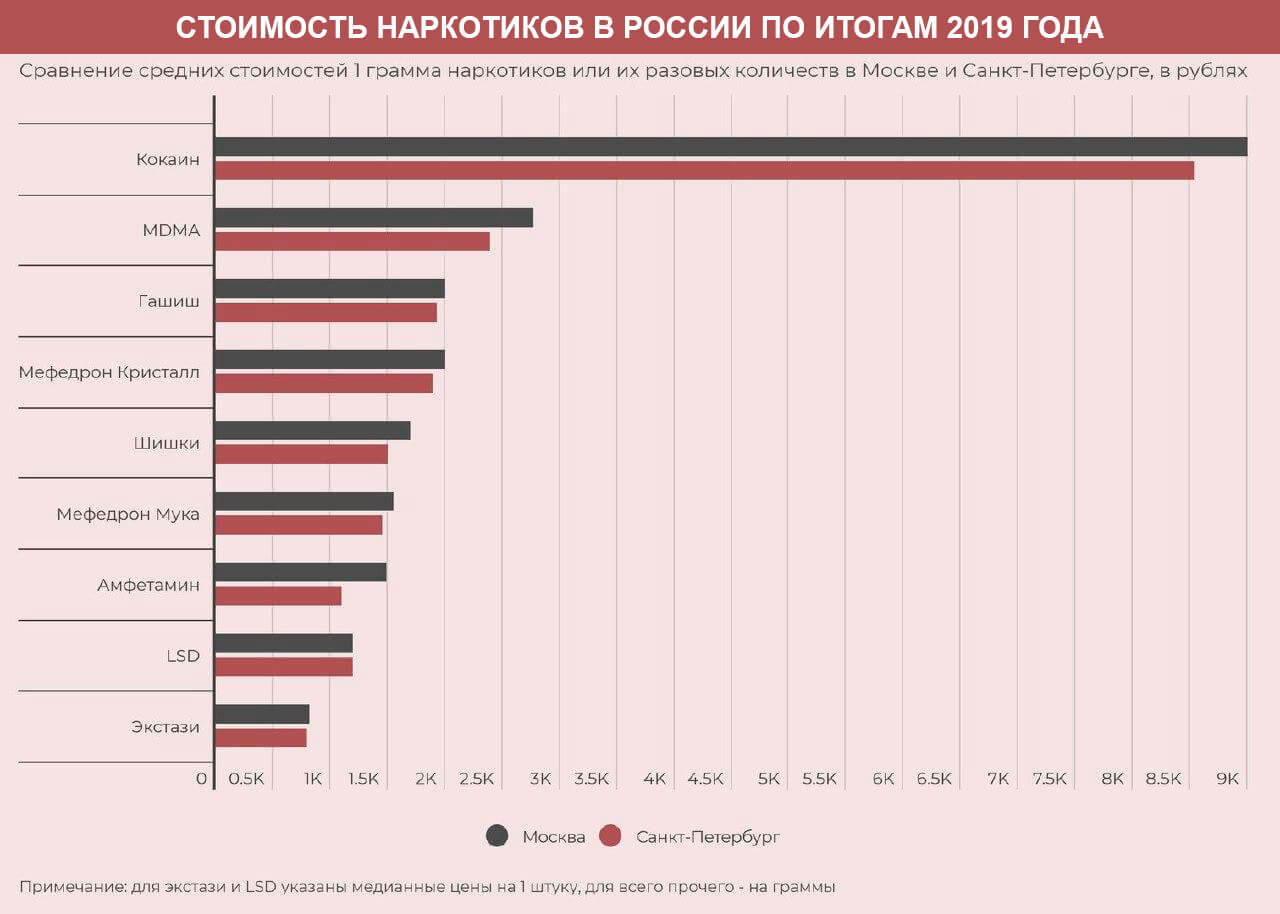 СТОИМОСТЬ НАРКОТИКОВ В РОССИИ ПО ИТОГАМ 2019 ГОДА
Сравнение средних стоимостей 1 грамма наркотиков или их разовых количеств в Москве и Санкт-Петербурге, в рублях
Кокаин
MDMA
Гашиш
Мефедрон Кристалл
Шишки
Мефедрон Мука
Амфетамин
LSD
Экстази
0 0.5K 1K 1.5K 2K 2.5K 3K 3.5K 4K 4.5K 5K 5.5K 6K 6.5K 7K 7.5K 8K 8.5K 9K
Москва Санкт-Петербург
Примечание: для экстази и LSD указаны медианные цены на 1 штуку, для всего прочего - на граммы